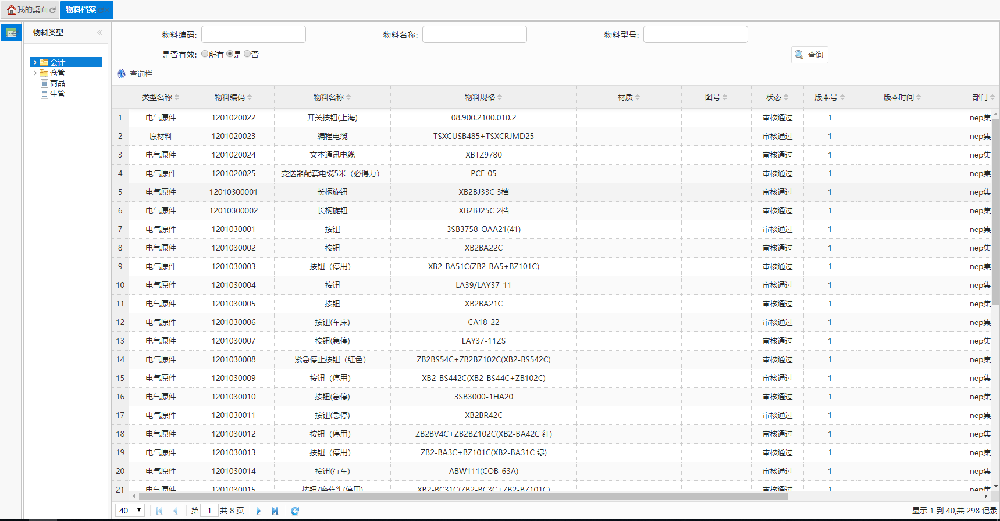 我的桌面 物料档案
物料类型
会计
仓管
商品
生管
物料编码: 物料名称: 物料型号:
是否有效: 所有 是 否 查询
查询栏
类型名称 物料编码 物料名称 物料规格 材质 图号 状态 版本号 版本时间 部门
1 电气原件 1201020022 开关按钮(上海) 08.900.2100.010.2 审核通过 1 nep集
2 原材料 1201020023 编程电缆 TSXCUSB485+TSXCRJMD25 审核通过 1 nep集
3 电气原件 1201020024 文本通讯电缆 XBTZ9780 审核通过 1 nep集
4 电气原件 1201020025 变送器配套电缆5米（必得力） PCF-05 审核通过 1 nep集
5 电气原件 12010300001 长柄旋钮 XB2BJ33C 3档 审核通过 1 nep集
6 电气原件 12010300002 长柄旋钮 XB2BJ25C 2档 审核通过 1 nep集
7 电气原件 1201030001 按钮 3SB3758-OAA21(41) 审核通过 1 nep集
8 电气原件 1201030002 按钮 XB2BA22C 审核通过 1 nep集
9 电气原件 1201030003 按钮（停用） XB2-BA51C(ZB2-BA5+BZ101C) 审核通过 1 nep集
10 电气原件 1201030004 按钮 LA39/LAY37-11 审核通过 1 nep集
11 电气原件 1201030005 按钮 XB2BA21C 审核通过 1 nep集
12 电气原件 1201030006 按钮(车床) CA18-22 审核通过 1 nep集
13 电气原件 1201030007 按钮(急停) LAY37-11ZS 审核通过 1 nep集
14 电气原件 1201030008 紧急停止按钮（红色） ZB2BS54C+ZB2BZ102C(XB2-BS542C) 审核通过 1 nep集
15 电气原件 1201030009 按钮（停用） XB2-BS442C(XB2-BS44C+ZB102C) 审核通过 1 nep集
16 电气原件 1201030010 按钮(急停) 3SB3000-1HA20 审核通过 1 nep集
17 电气原件 1201030011 按钮(急停) XB2BR42C 审核通过 1 nep集
18 电气原件 1201030012 按钮（停用） ZB2BV4C+ZB2BZ102C(XB2-BA42C 红) 审核通过 1 nep集
19 电气原件 1201030013 按钮（停用） ZB2-BA3C+BZ101C(XB2-BA31C 绿) 审核通过 1 nep集
20 电气原件 1201030014 按钮(行车) ABW111(COB-63A) 审核通过 1 nep集
21 电气原件 1201030015 按钮/蘑菇头(停用) XB2-BC31C(ZB2-BC3C+ZB2-BZ101C) 审核通过 1 nep集
40 第 1 共 8 页 显示 1 到 40,共 298 记录